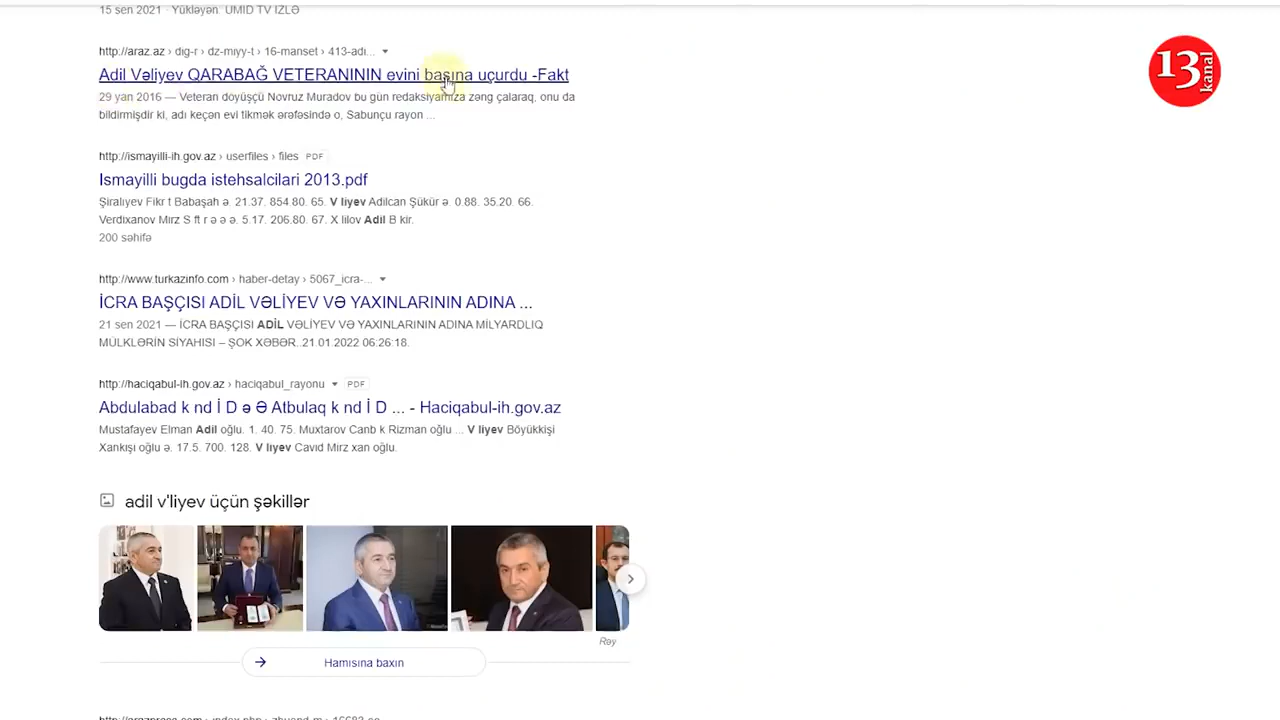 15 sen 2021 · Yükləyən: UMID TV IZLƏ
http://araz.az › dig-r › dz-miyy-t › 16-manset › 413-adi...
Adil Vəliyev QARABAĞ VETERANININ evini başına uçurdu -Fakt
29 yan 2016 — Veteran döyüşçü Novruz Muradov bu gün redaksiyamıza zəng çalaraq, onu da
bildirmişdir ki, adı keçən evi tikmək ərəfəsində o, Sabunçu rayon ...
http://ismayilli-ih.gov.az › userfiles › files PDF
Ismayilli bugda istehsalcilari 2013.pdf
Şiralıyev Fikr t Babaşah ə. 21.37. 854.80. 65. V liyev Adilcan Şükür ə. 0.88. 35.20. 66.
Verdixanov Mirz S ft r ə ə ə. 5.17. 206.80. 67. X lilov Adil B kir.
200 səhifə
http://www.turkazinfo.com › haber-detay › 5067_icra-...
İCRA BAŞÇISI ADİL VƏLİYEV VƏ YAXINLARININ ADINA ...
21 sen 2021 — İCRA BAŞÇISI ADİL VƏLİYEV VƏ YAXINLARININ ADINA MİLYARDLIQ
MÜLKLƏRİN SİYAHISI – ŞOK XƏBƏR..21.01.2022 06:26:18.
http://haciqabul-ih.gov.az › haciqabul_rayonu PDF
Abdulabad k nd İ D ə Ə Atbulaq k nd İ D ... - Haciqabul-ih.gov.az
Mustafayev Elman Adil oğlu. 1. 40. 75. Muxtarov Canb k Rizman oğlu ... V liyev Böyükkişi
Xankişi oğlu ə. 17.5. 700. 128. V liyev Cavid Mirz xan oğlu.
adil v'liyev üçün şəkillər
Rəy
Hamısına baxın
13 kanal